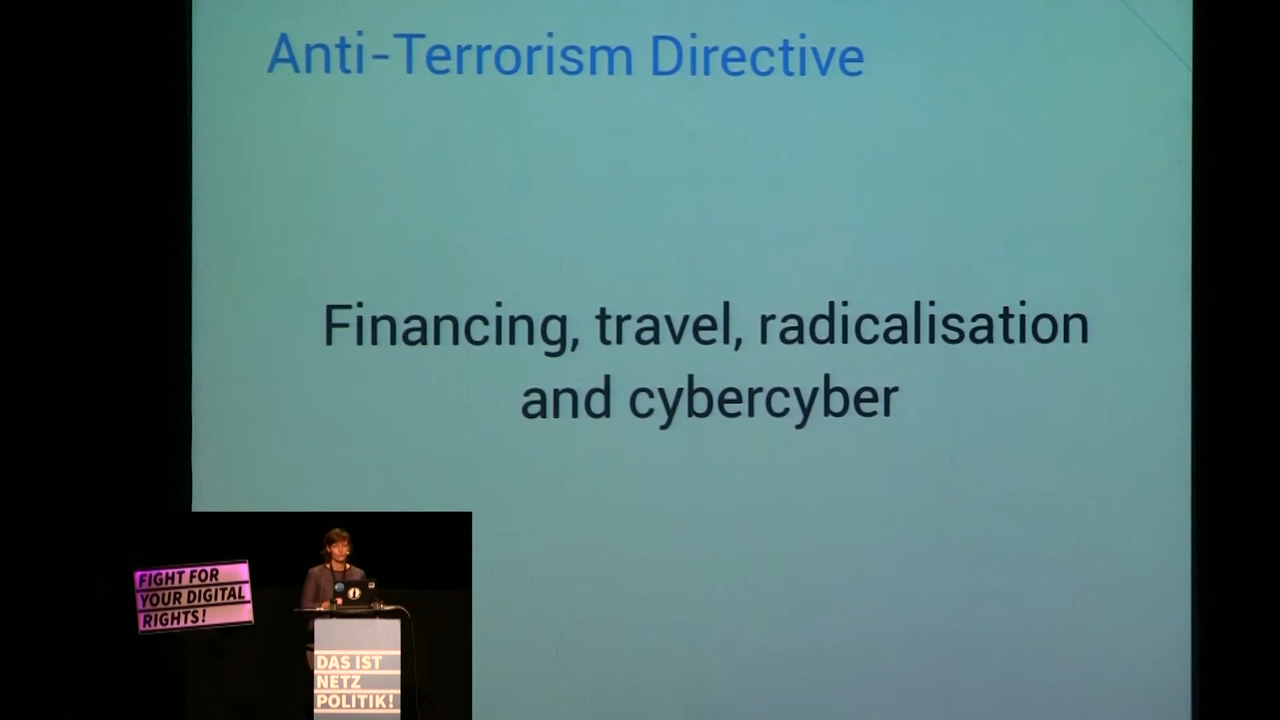 Anti-Terrorism Directive
Financing, travel, radicalisation
and cybercyber
FIGHT FOR
YOUR DIGITAL
RIGHTS!
DAS IST
NETZ
POLITIK!